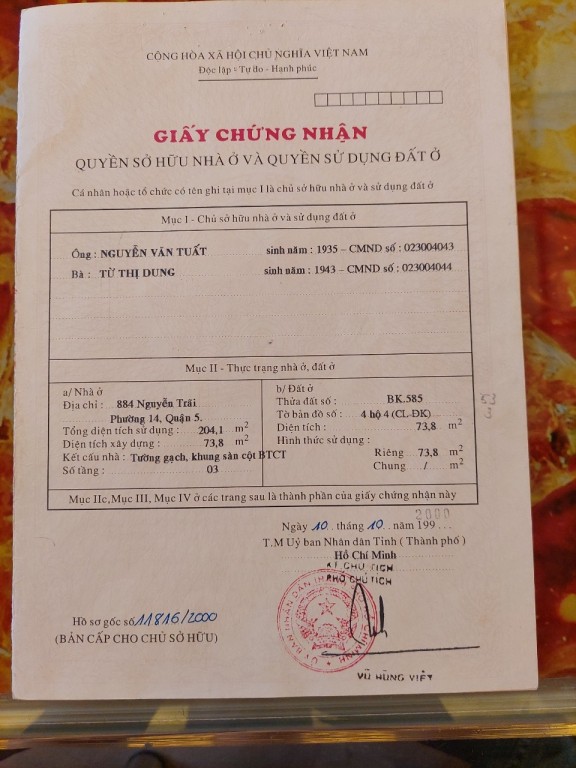 CỘNG HÒA XÃ HỘI CHỦ NGHĨA VIỆT NAM
Độc lập - Tự do - Hạnh phúc
GIẤY CHỨNG NHẬN
QUYỀN SỞ HỮU NHÀ Ở VÀ QUYỀN SỬ DỤNG ĐẤT Ở
Cá nhân hoặc tổ chức có tên ghi tại mục I là chủ sở hữu nhà ở và sử dụng đất ở
Mục I - Chủ sở hữu nhà ở và sử dụng đất ở
Ông : NGUYỄN VĂN TUẤT sinh năm : 1935 – CMND số : 023004043
Bà : TỪ THỊ DUNG sinh năm : 1943 – CMND số : 023004044
Mục II - Thực trạng nhà ở, đất ở
a/ Nhà ở
Địa chỉ : 884 Nguyễn Trãi
Phường 14, Quận 5.
Tổng diện tích sử dụng : 204,1 m2
Diện tích xây dựng : 73,8 m2
Kết cấu nhà : Tường gạch, khung sàn cột BTCT
Số tầng : 03
b/ Đất ở
Thửa đất số : BK.585
Tờ bản đồ số : 4 hộ 4 (CL-ĐK)
Diện tích : 73,8 m2
Hình thức sử dụng :
Riêng 73,8 m2
Chung / m2
53
3
Mục IIc, Mục III, Mục IV ở các trang sau là thành phần của giấy chứng nhận này
2000
Ngày 10 tháng 10 năm 199
T.M Uỷ ban Nhân dân Tỉnh ( Thành phố )
Hồ Chí Minh
KT. CHỦ TỊCH
PHÓ CHỦ TỊCH
Hồ sơ gốc số 11816/2000
(BẢN CẤP CHO CHỦ SỞ HỮU)
VŨ HÙNG VIỆT